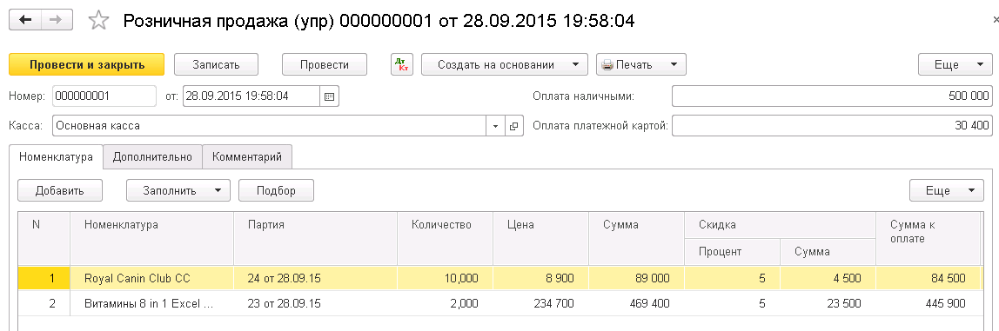 Розничная продажа (упр) 000000001 от 28.09.2015 19:58:04
Провести и закрыть Записать Провести Дт Кт Создать на основании Печать Еще
Номер: 000000001 от: 28.09.2015 19:58:04 Оплата наличными: 500 000
Касса: Основная касса Оплата платежной картой: 30 400
Номенклатура Дополнительно Комментарий
Добавить Заполнить Подбор Еще
N Номенклатура Партия Количество Цена Сумма Скидка Сумма к
оплате
Процент Сумма
1 Royal Canin Club CC 24 от 28.09.15 10,000 8 900 89 000 5 4 500 84 500
2 Витамины 8 in 1 Excel ... 23 от 28.09.15 2,000 234 700 469 400 5 23 500 445 900